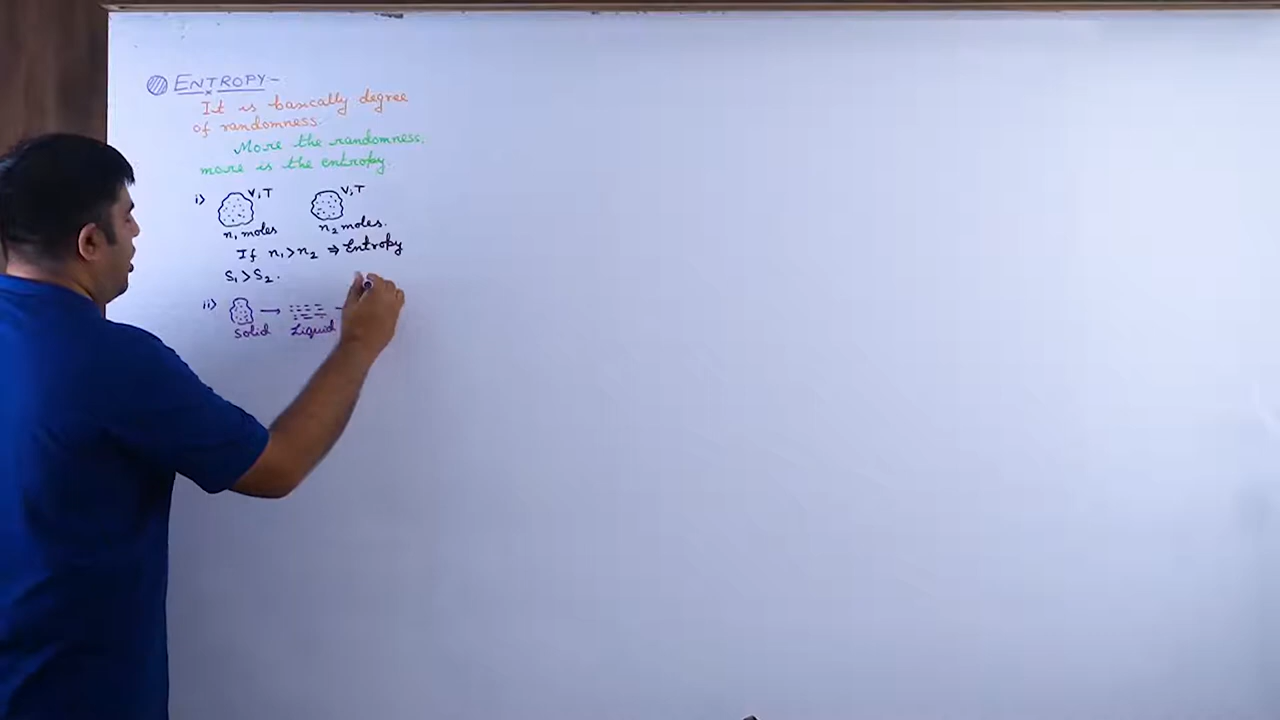 ENTROPY-
It is basically degree
of randomness.
More the randomness,
more is the entropy.
i) V,T V,T
n₁ moles n₂ moles.
If n₁>n₂ ⇒ Entropy
S₁>S₂.
ii) → →
Solid Liquid